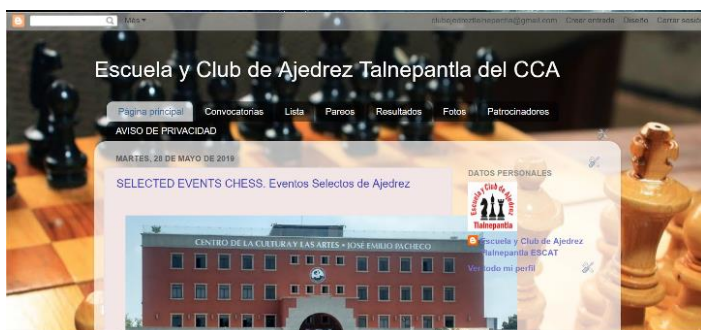 Más
clubajedreztlalnepantla@gmail.com Crear entrada Diseño Cerrar sesión
Escuela y Club de Ajedrez Talnepantla del CCA
Página principal Convocatorias Lista Pareos Resultados Fotos Patrocinadores
AVISO DE PRIVACIDAD
MARTES, 28 DE MAYO DE 2019
SELECTED EVENTS CHESS. Eventos Selectos de Ajedrez
CENTRO DE LA CULTURA Y LAS ARTES • JOSE EMILIO PACHECO
DATOS PERSONALES
Escuela y Club de Ajedrez
Tlalnepantla
Escuela y Club de Ajedrez
Tlalnepantla ESCAT
Ver todo mi perfil